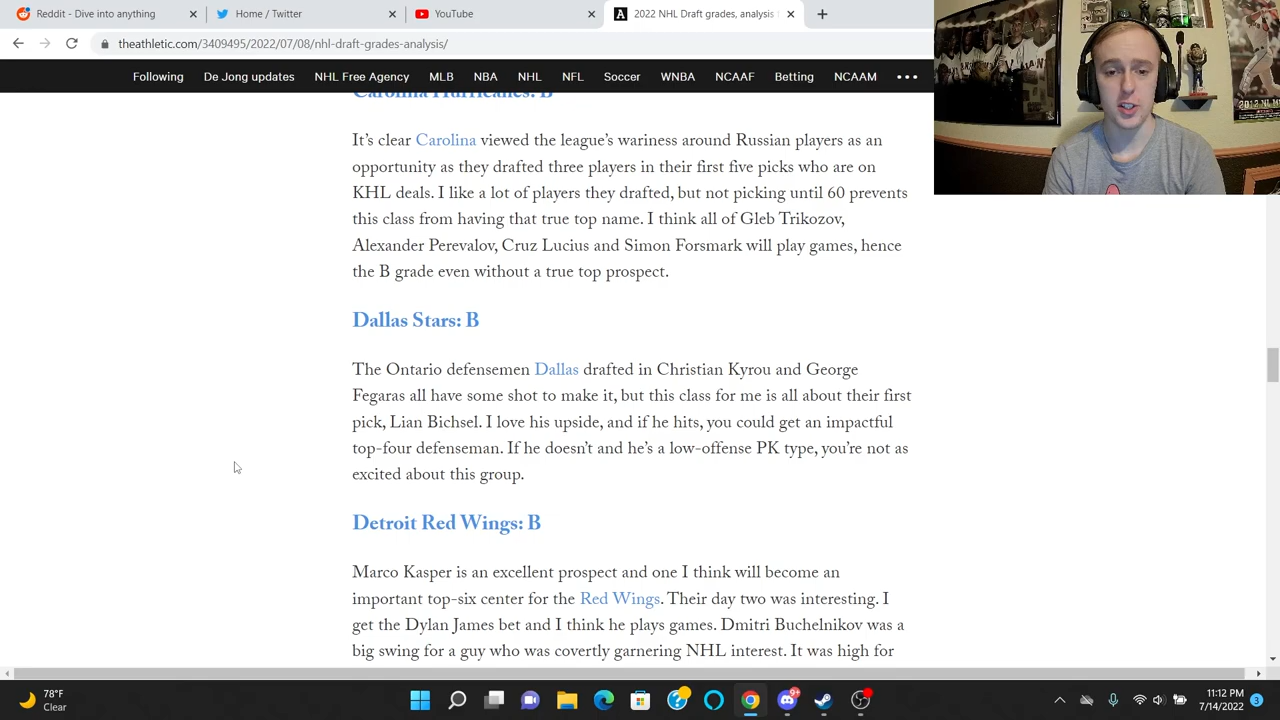 Reddit - Dive into anything
Home / Twitter
YouTube
2022 NHL Draft grades, analysis
theathletic.com/3409495/2022/07/08/nhl-draft-grades-analysis/
Following De Jong updates NHL Free Agency MLB NBA NHL NFL Soccer WNBA NCAAF Betting NCAAM
Carolina Hurricanes: B
It's clear Carolina viewed the league's wariness around Russian players as an
opportunity as they drafted three players in their first five picks who are on
KHL deals. I like a lot of players they drafted, but not picking until 60 prevents
this class from having that true top name. I think all of Gleb Trikozov,
Alexander Perevalov, Cruz Lucius and Simon Forsmark will play games, hence
the B grade even without a true top prospect.
Dallas Stars: B
The Ontario defensemen Dallas drafted in Christian Kyrou and George
Fegaras all have some shot to make it, but this class for me is all about their first
pick, Lian Bichsel. I love his upside, and if he hits, you could get an impactful
top-four defenseman. If he doesn't and he's a low-offense PK type, you're not as
excited about this group.
Detroit Red Wings: B
Marco Kasper is an excellent prospect and one I think will become an
important top-six center for the Red Wings. Their day two was interesting. I
get the Dylan James bet and I think he plays games. Dmitri Buchelnikov was a
big swing for a guy who was covertly garnering NHL interest. It was high for
2012 N
78°F
Clear
9+
11:12 PM
7/14/2022
3